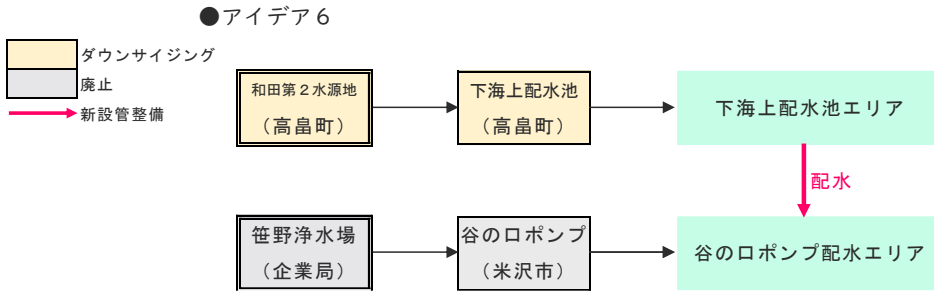 ●アイデア６
ダウンサイジング
廃止
新設管整備
和田第２水源地
（高畠町）
下海上配水池
（高畠町）
下海上配水池エリア
配水
笹野浄水場
（企業局）
谷の口ポンプ
（米沢市）
谷の口ポンプ配水エリア